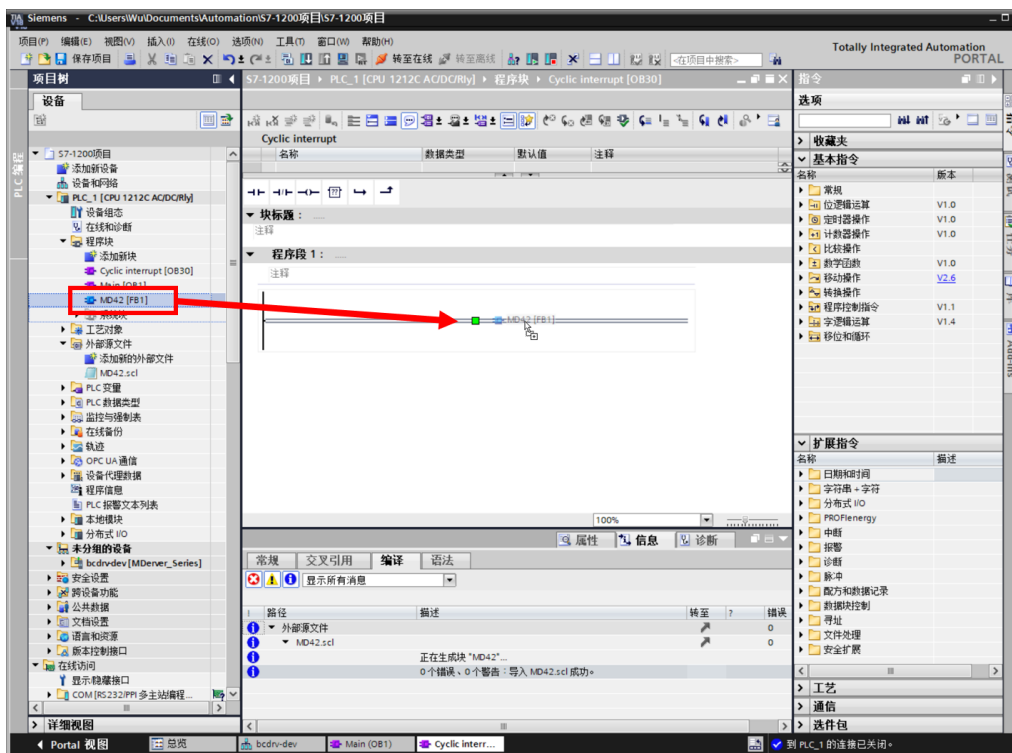 Siemens - C:\Users\Wu\Documents\Automation\S7-1200项目\S7-1200项目
项目(P) 编辑(E) 视图(V) 插入(I) 在线(O) 选项(N) 工具(T) 窗口(W) 帮助(H)
Totally Integrated Automation
PORTAL
保存项目 转至在线 转至离线 <在项目中搜索>
项目树
设备
PLC 编程
S7-1200项目
添加新设备
设备和网络
PLC_1 [CPU 1212C AC/DC/Rly]
设备组态
在线和诊断
程序块
添加新块
Cyclic interrupt [OB30]
Main [OB1]
MD42 [FB1]
系统块
工艺对象
外部源文件
添加新的外部文件
MD42.scl
PLC 变量
PLC 数据类型
监控与强制表
在线备份
轨迹
OPC UA 通信
设备代理数据
程序信息
PLC 报警文本列表
本地模块
分布式 I/O
未分组的设备
bcdrv-dev [MDerver_Series]
安全设置
跨设备功能
公共数据
文档设置
语言和资源
版本控制接口
在线访问
显示/隐藏接口
COM [RS232/PPI 多主站编程...
详细视图
S7-1200项目 PLC_1 [CPU 1212C AC/DC/Rly] 程序块 Cyclic interrupt [OB30]
Cyclic interrupt
名称 数据类型 默认值 注释
块标题:
注释
程序段 1:
注释
MD42 [FB1]
100%
属性 信息 诊断
常规 交叉引用 编译 语法
显示所有消息
! 路径 描述 转至 ? 错误
外部源文件 0
MD42.scl 0
正在生成块 "MD42"...
0 个错误、0 个警告:导入 MD42.scl 成功。
指令
选项
收藏夹
基本指令
名称 版本
常规
位逻辑运算 V1.0
定时器操作 V1.0
计数器操作 V1.0
比较操作
数学函数 V1.0
移动操作 V2.6
转换操作
程序控制指令 V1.1
字逻辑运算 V1.4
移位和循环
扩展指令
名称 描述
日期和时间
字符串 + 字符
分布式 I/O
PROFIenergy
中断
报警
诊断
脉冲
配方和数据记录
数据块控制
寻址
文件处理
安全扩展
工艺
通信
选件包
Add-Ins
Portal 视图 总览 bcdrv-dev Main (OB1) Cyclic interr... 到 PLC_1 的连接已关闭。